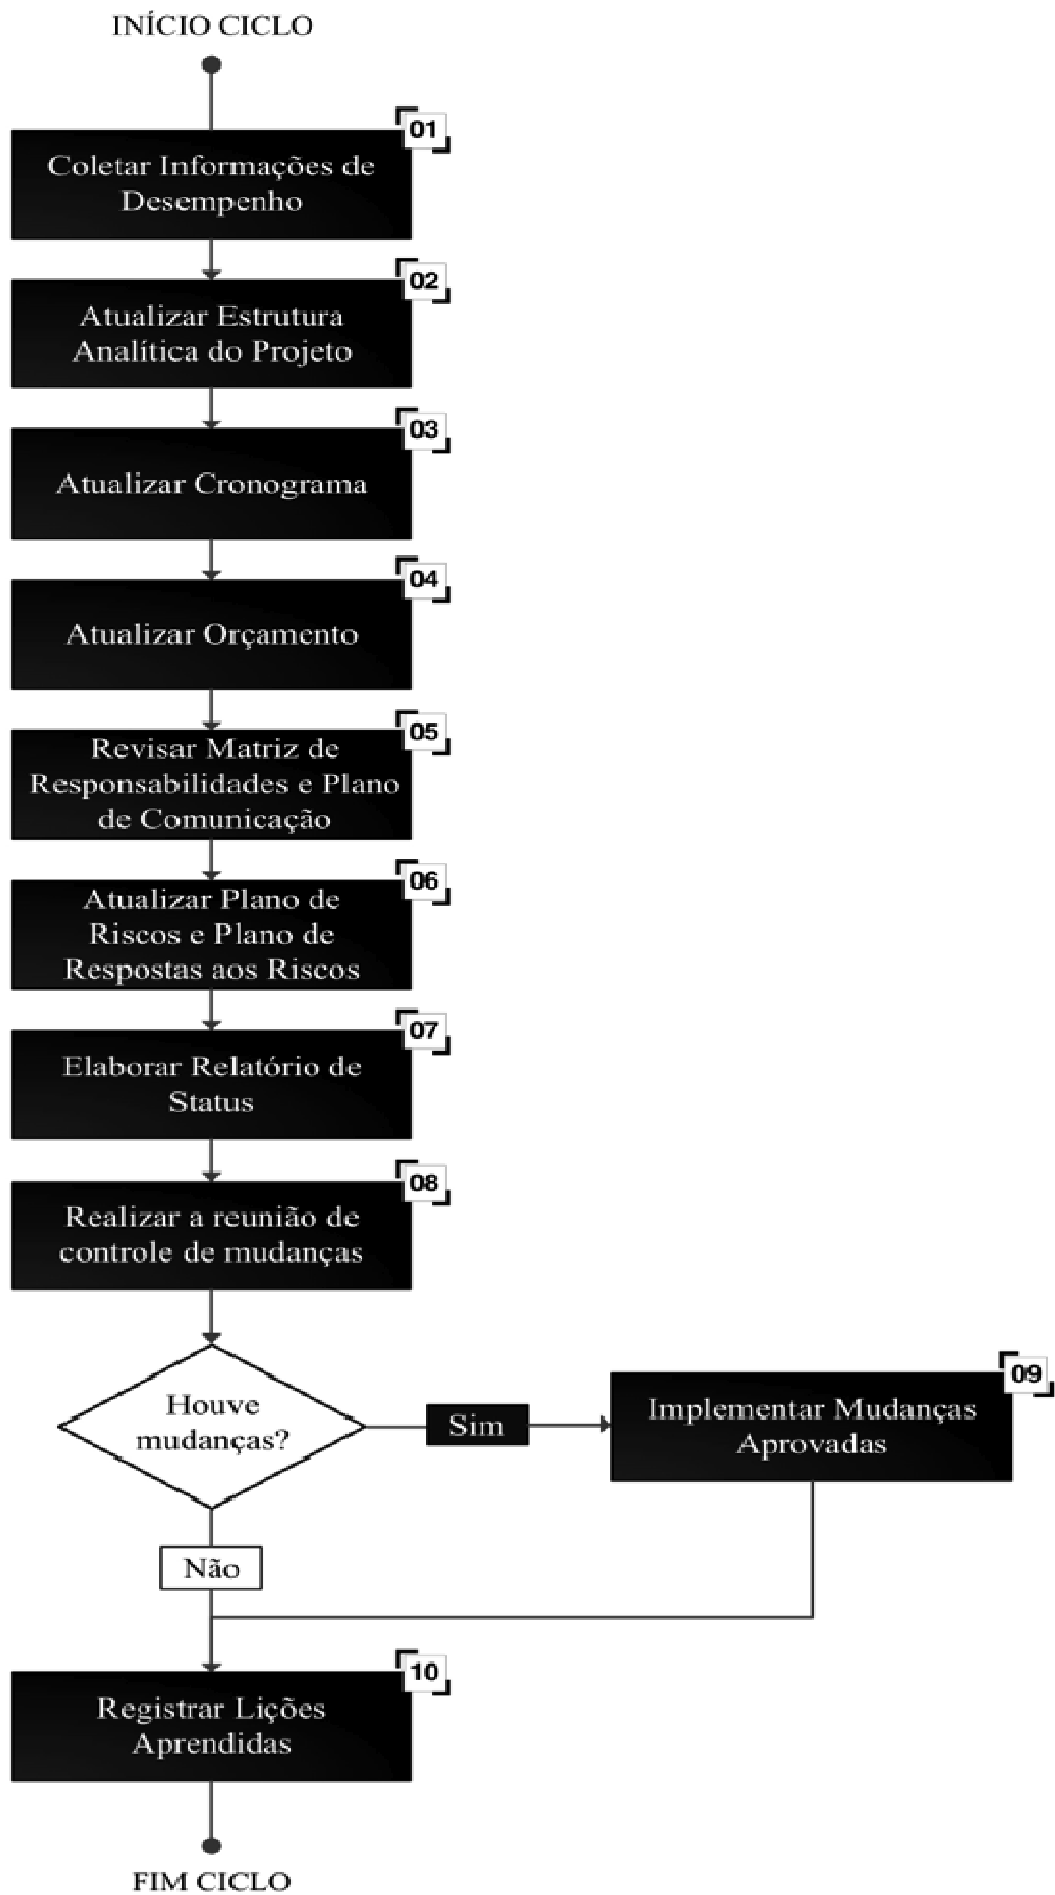 INÍCIO CICLO
01
Coletar Informações de
Desempenho
02
Atualizar Estrutura
Analítica do Projeto
03
Atualizar Cronograma
04
Atualizar Orçamento
05
Revisar Matriz de
Responsabilidades e Plano
de Comunicação
06
Atualizar Plano de
Riscos e Plano de
Respostas aos Riscos
07
Elaborar Relatório de
Status
08
Realizar a reunião de
controle de mudanças
Houve
mudanças?
Sim
09
Implementar Mudanças
Aprovadas
Não
10
Registrar Lições
Aprendidas
FIM CICLO